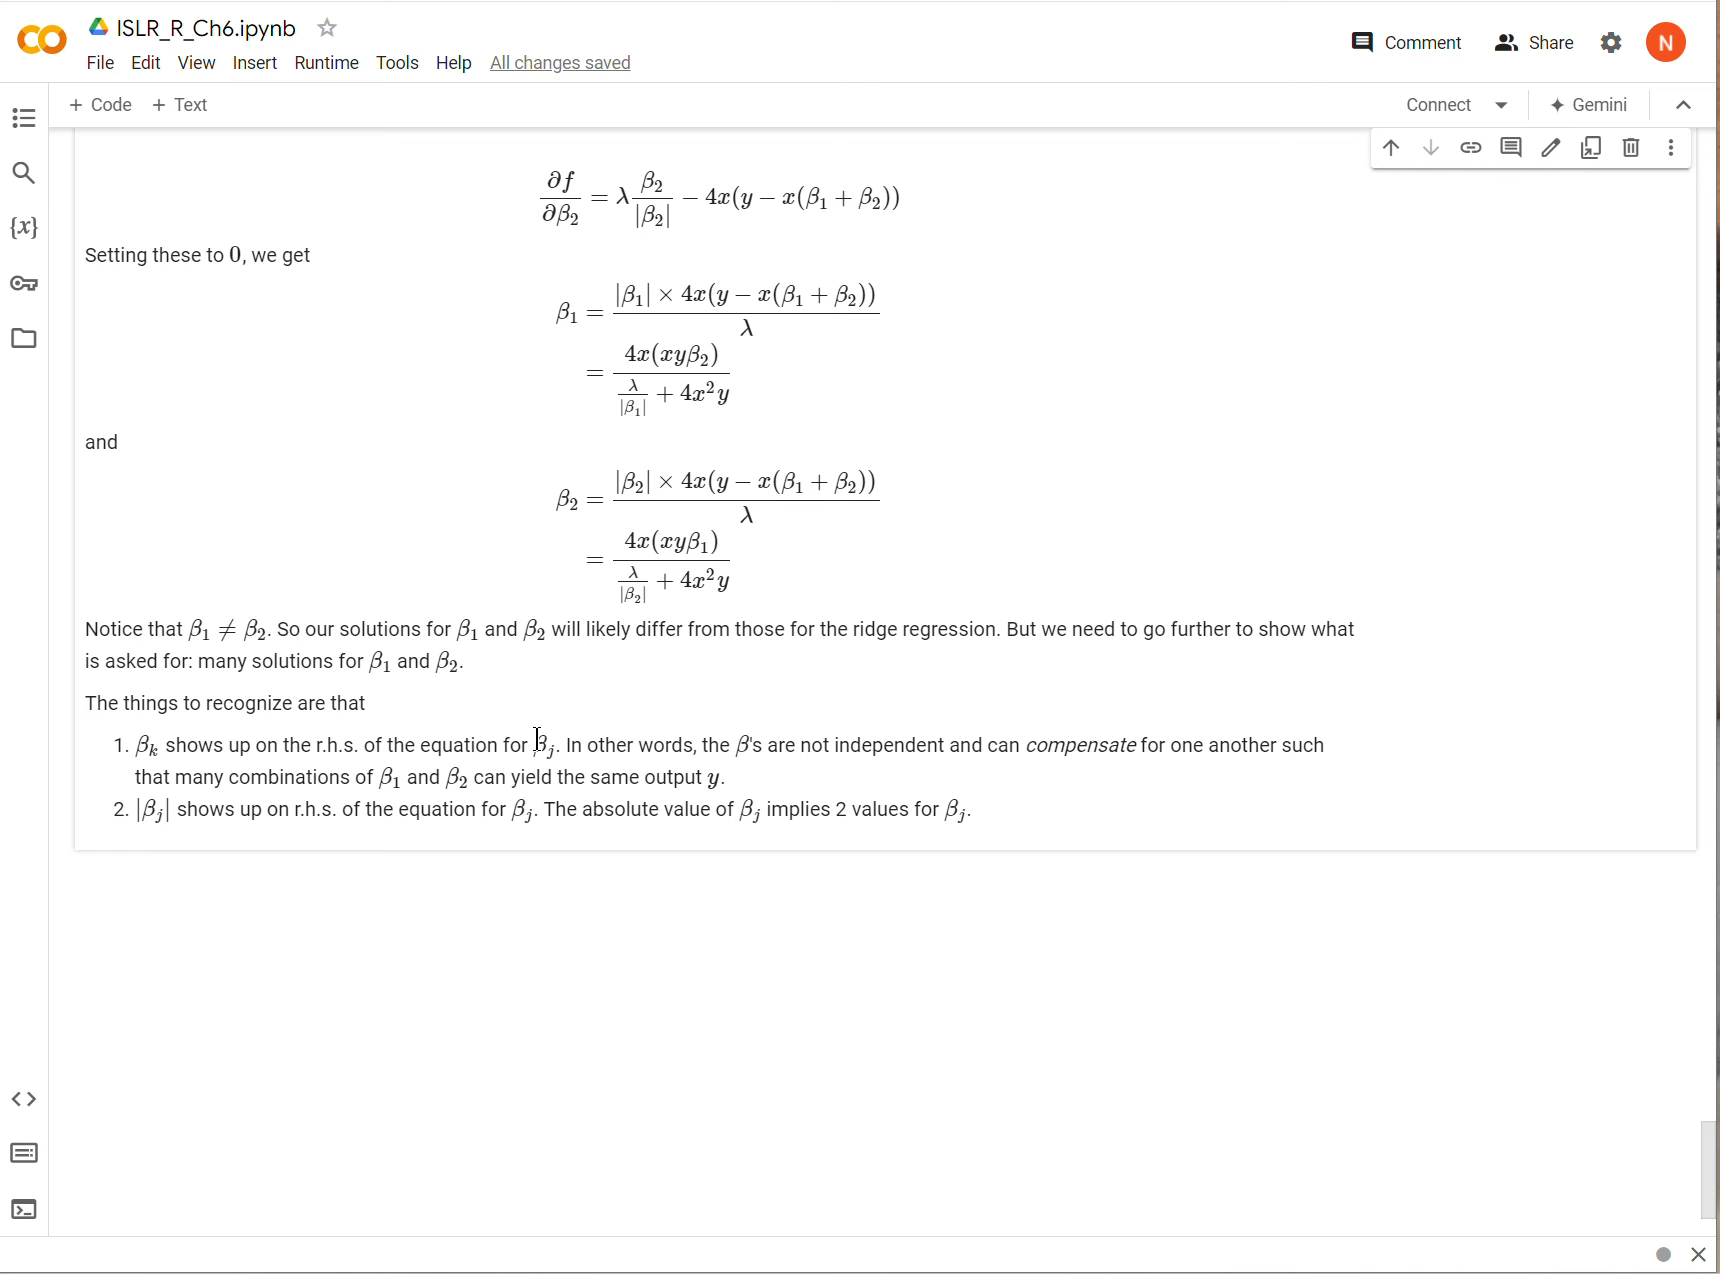 ISLR_R_Ch6.ipynb
Comment Share N
File Edit View Insert Runtime Tools Help All changes saved
+ Code + Text Connect Gemini
∂f/∂β₂ = λ β₂/|β₂| − 4x(y − x(β₁ + β₂))
Setting these to 0, we get
β₁ = |β₁| × 4x(y − x(β₁ + β₂)) / λ
= 4x(xyβ₂) / (λ/|β₁| + 4x²y)
and
β₂ = |β₂| × 4x(y − x(β₁ + β₂)) / λ
= 4x(xyβ₁) / (λ/|β₂| + 4x²y)
Notice that β₁ ≠ β₂. So our solutions for β₁ and β₂ will likely differ from those for the ridge regression. But we need to go further to show what
is asked for: many solutions for β₁ and β₂.
The things to recognize are that
1. βₖ shows up on the r.h.s. of the equation for βⱼ. In other words, the β's are not independent and can compensate for one another such
that many combinations of β₁ and β₂ can yield the same output y.
2. |βⱼ| shows up on r.h.s. of the equation for βⱼ. The absolute value of βⱼ implies 2 values for βⱼ.